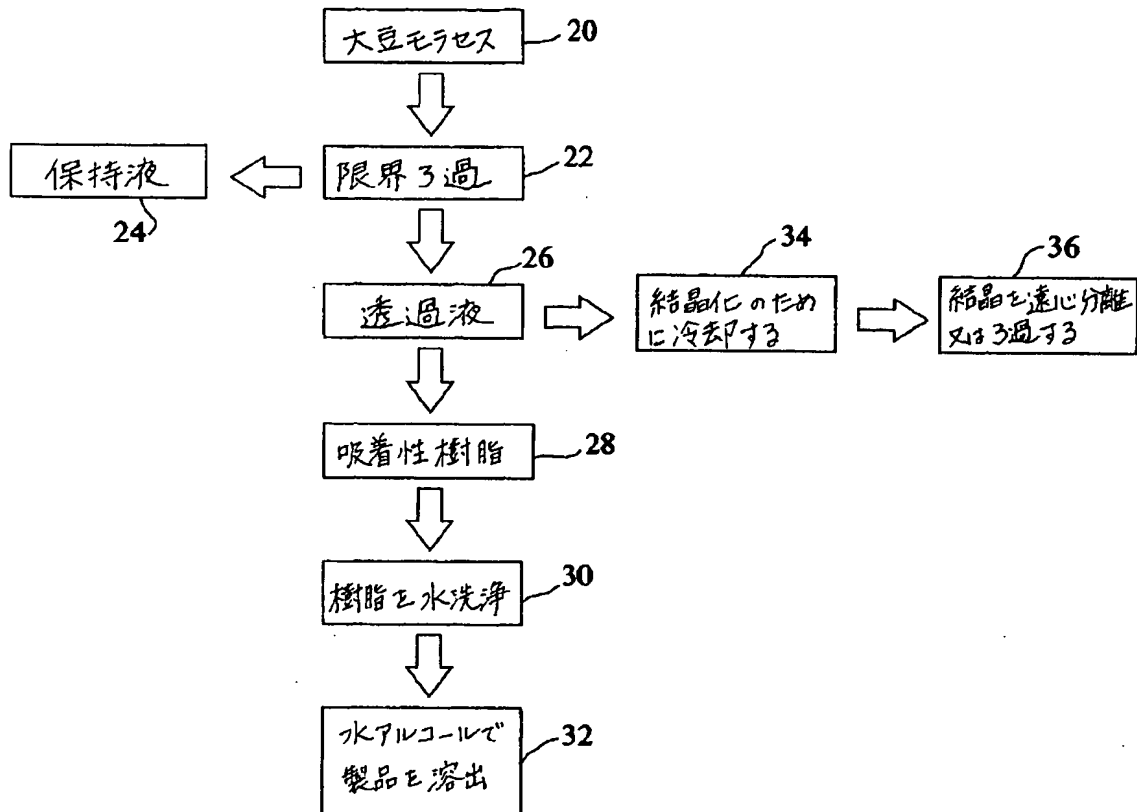 大豆モラセス
20
限界ろ過
22
保持液
24
透過液
26
結晶化のため
に冷却する
34
結晶を遠心分離
又はろ過する
36
吸着性樹脂
28
樹脂を水洗浄
30
水アルコールで
製品を溶出
32